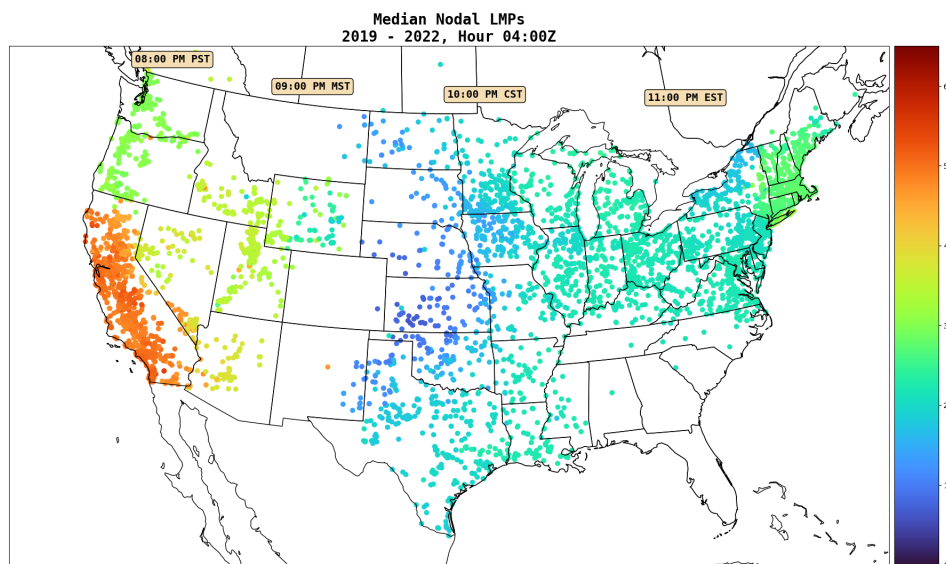 Median Nodal LMPs
2019 - 2022, Hour 04:00Z
08:00 PM PST
09:00 PM MST
10:00 PM CST
11:00 PM EST